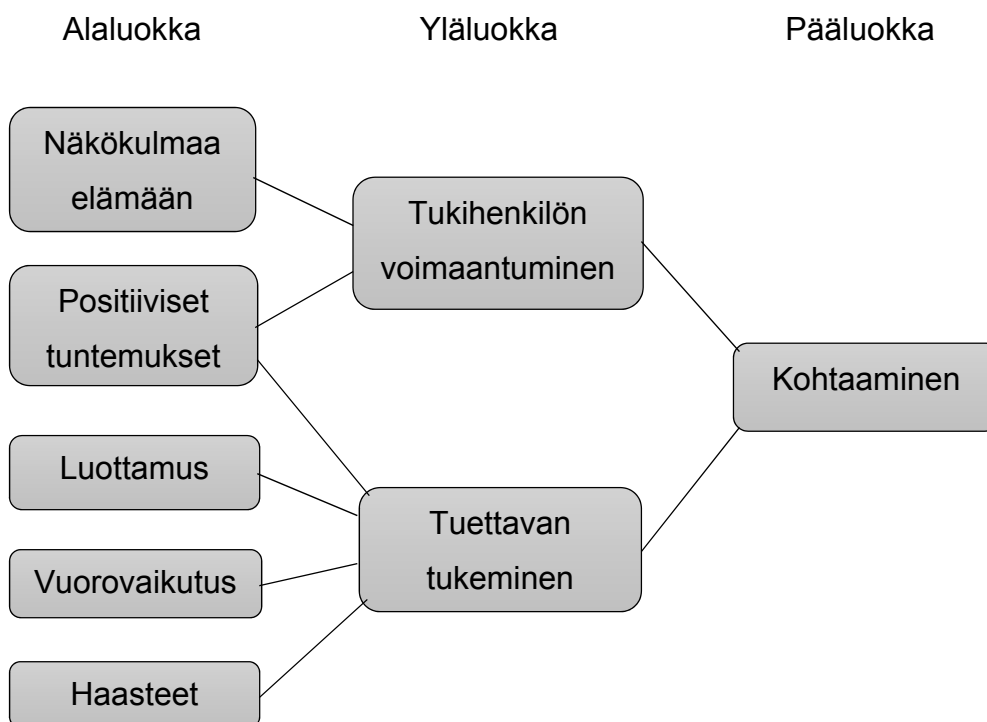 Alaluokka
Yläluokka
Pääluokka
Näkökulmaa
elämään
Positiiviset
tuntemukset
Luottamus
Vuorovaikutus
Haasteet
Tukihenkilön
voimaantuminen
Tuettavan
tukeminen
Kohtaaminen